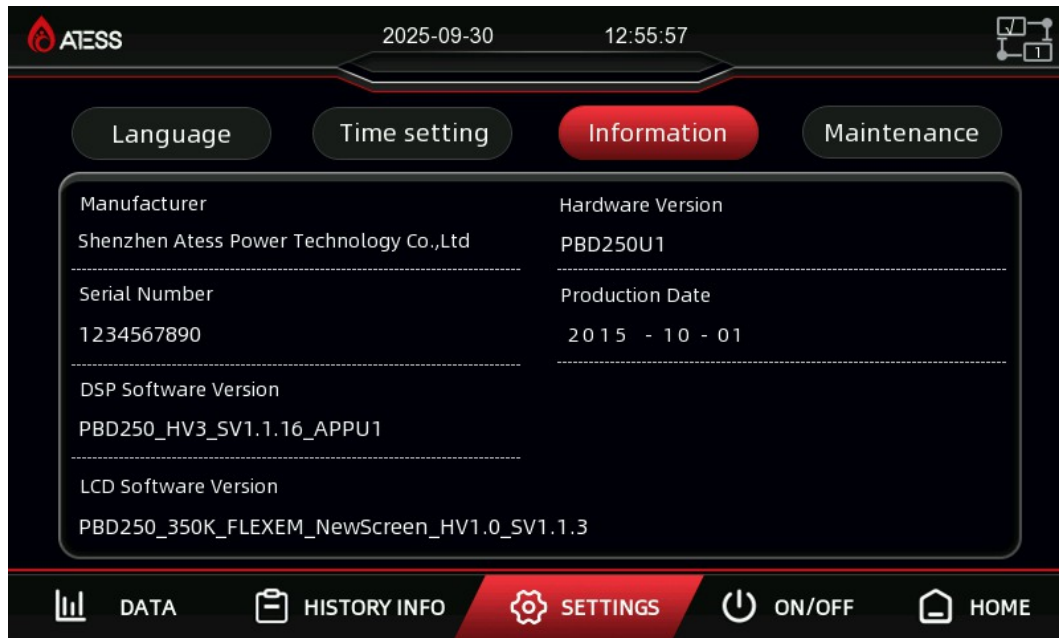 ATESS
2025-09-30 12:55:57
1
Language Time setting Information Maintenance
Manufacturer
Shenzhen Atess Power Technology Co.,Ltd
Hardware Version
PBD250U1
Serial Number
1234567890
Production Date
2015 - 10 - 01
DSP Software Version
PBD250_HV3_SV1.1.16_APPU1
LCD Software Version
PBD250_350K_FLEXEM_NewScreen_HV1.0_SV1.1.3
DATA HISTORY INFO SETTINGS ON/OFF HOME